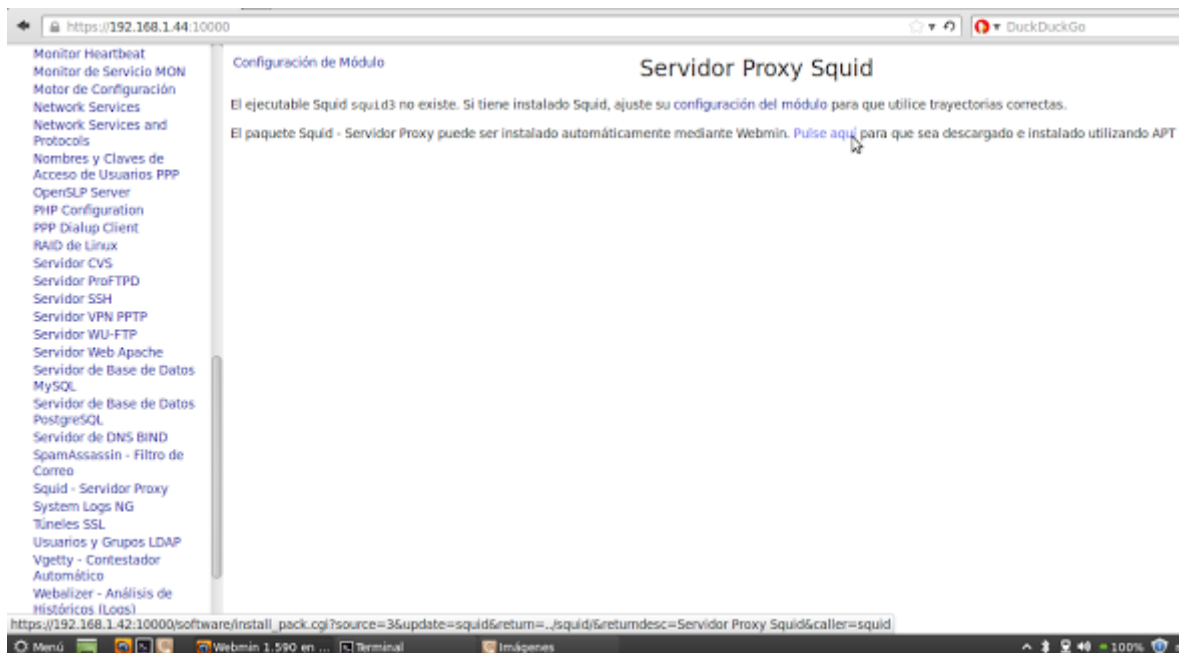 https://192.168.1.44:10000
DuckDuckGo
Monitor Heartbeat
Monitor de Servicio MON
Motor de Configuración
Network Services
Network Services and
Protocols
Nombres y Claves de
Acceso de Usuarios PPP
OpenSLP Server
PHP Configuration
PPP Dialup Client
RAID de Linux
Servidor CVS
Servidor ProFTPD
Servidor SSH
Servidor VPN PPTP
Servidor WU-FTP
Servidor Web Apache
Servidor de Base de Datos
MySQL
Servidor de Base de Datos
PostgreSQL
Servidor de DNS BIND
SpamAssassin - Filtro de
Correo
Squid - Servidor Proxy
System Logs NG
Túneles SSL
Usuarios y Grupos LDAP
Vgetty - Contestador
Automático
Webalizer - Análisis de
Históricos (Logs)
Configuración de Módulo
Servidor Proxy Squid
El ejecutable Squid squid3 no existe. Si tiene instalado Squid, ajuste su configuración del módulo para que utilice trayectorias correctas.
El paquete Squid - Servidor Proxy puede ser instalado automáticamente mediante Webmin. Pulse aquí para que sea descargado e instalado utilizando APT
https://192.168.1.42:10000/software/install_pack.cgi?source=3&update=squid&return=../squid/&returndesc=Servidor Proxy Squid&caller=squid
Menú
Webmin 1.590 en ...
Terminal
Imágenes
100%